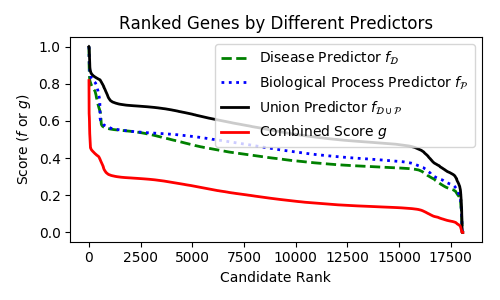 Ranked Genes by Different Predictors
Score (f or g)
1.0
0.8
0.6
0.4
0.2
0.0
Disease Predictor f_𝒟
Biological Process Predictor f_𝒫
Union Predictor f_𝒟∪𝒫
Combined Score g
0 2500 5000 7500 10000 12500 15000 17500
Candidate Rank